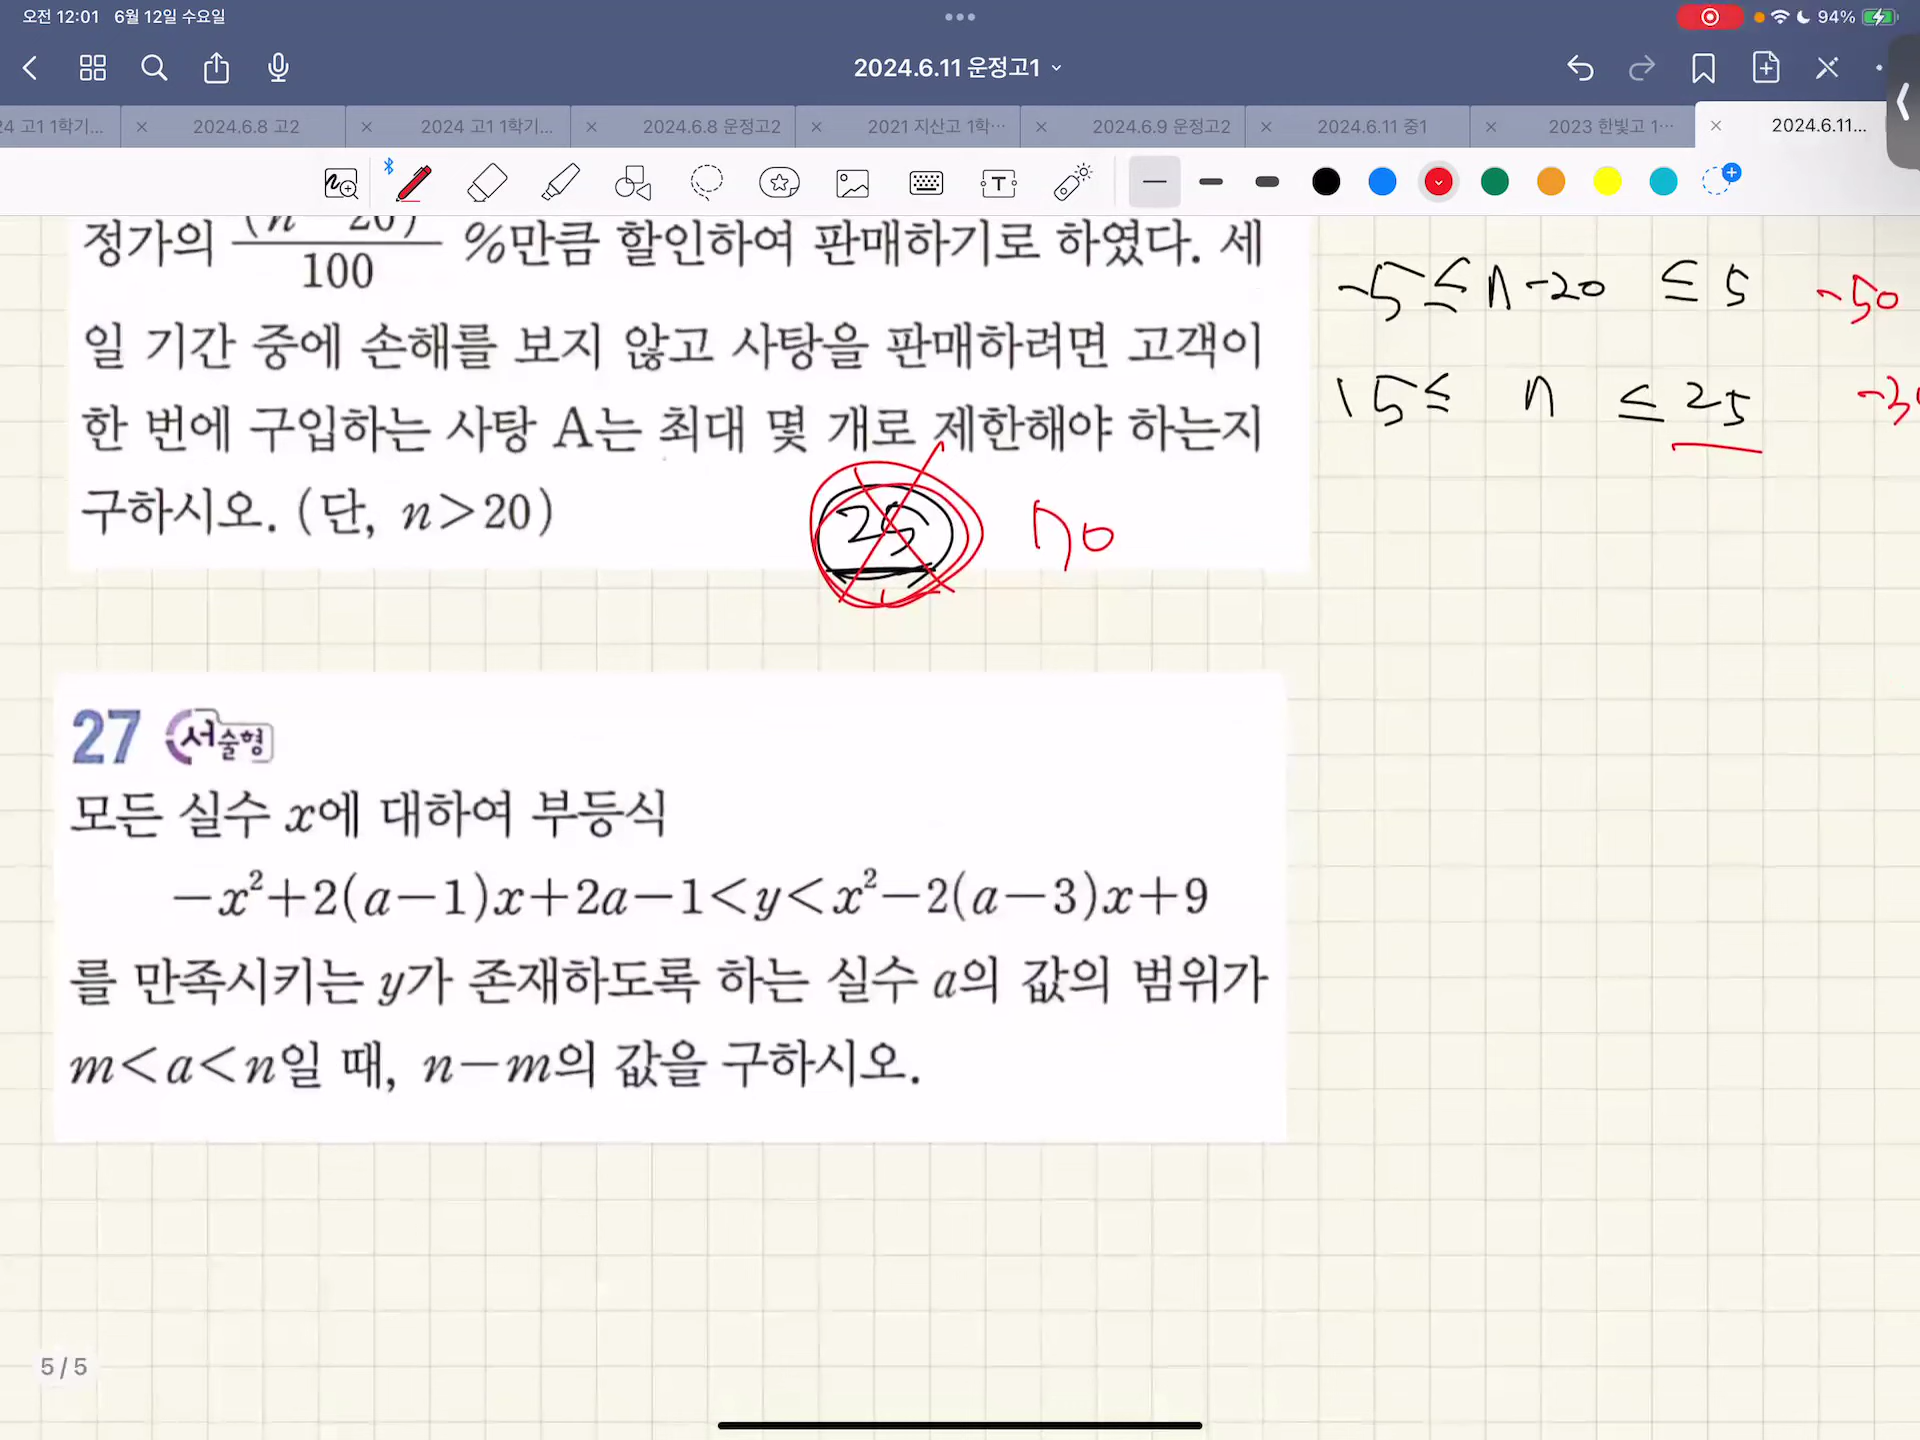 오전 12:01 6월 12일 수요일
94%
2024.6.11 운정고1
24 고1 1학기... 2024.6.8 고2 2024 고1 1학기... 2024.6.8 운정고2 2021 지산고 1학... 2024.6.9 운정고2 2024.6.11 중1 2023 한빛고 1... 2024.6.11...
정가의 (n-20)/100 %만큼 할인하여 판매하기로 하였다. 세
일 기간 중에 손해를 보지 않고 사탕을 판매하려면 고객이
한 번에 구입하는 사탕 A는 최대 몇 개로 제한해야 하는지
구하시오. (단, n>20)
25
no
-5≤n-20 ≤5
-50
15≤ n ≤25
27 서술형
모든 실수 x에 대하여 부등식
-x²+2(a-1)x+2a-1<y<x²-2(a-3)x+9
를 만족시키는 y가 존재하도록 하는 실수 a의 값의 범위가
m<a<n일 때, n-m의 값을 구하시오.
5 / 5